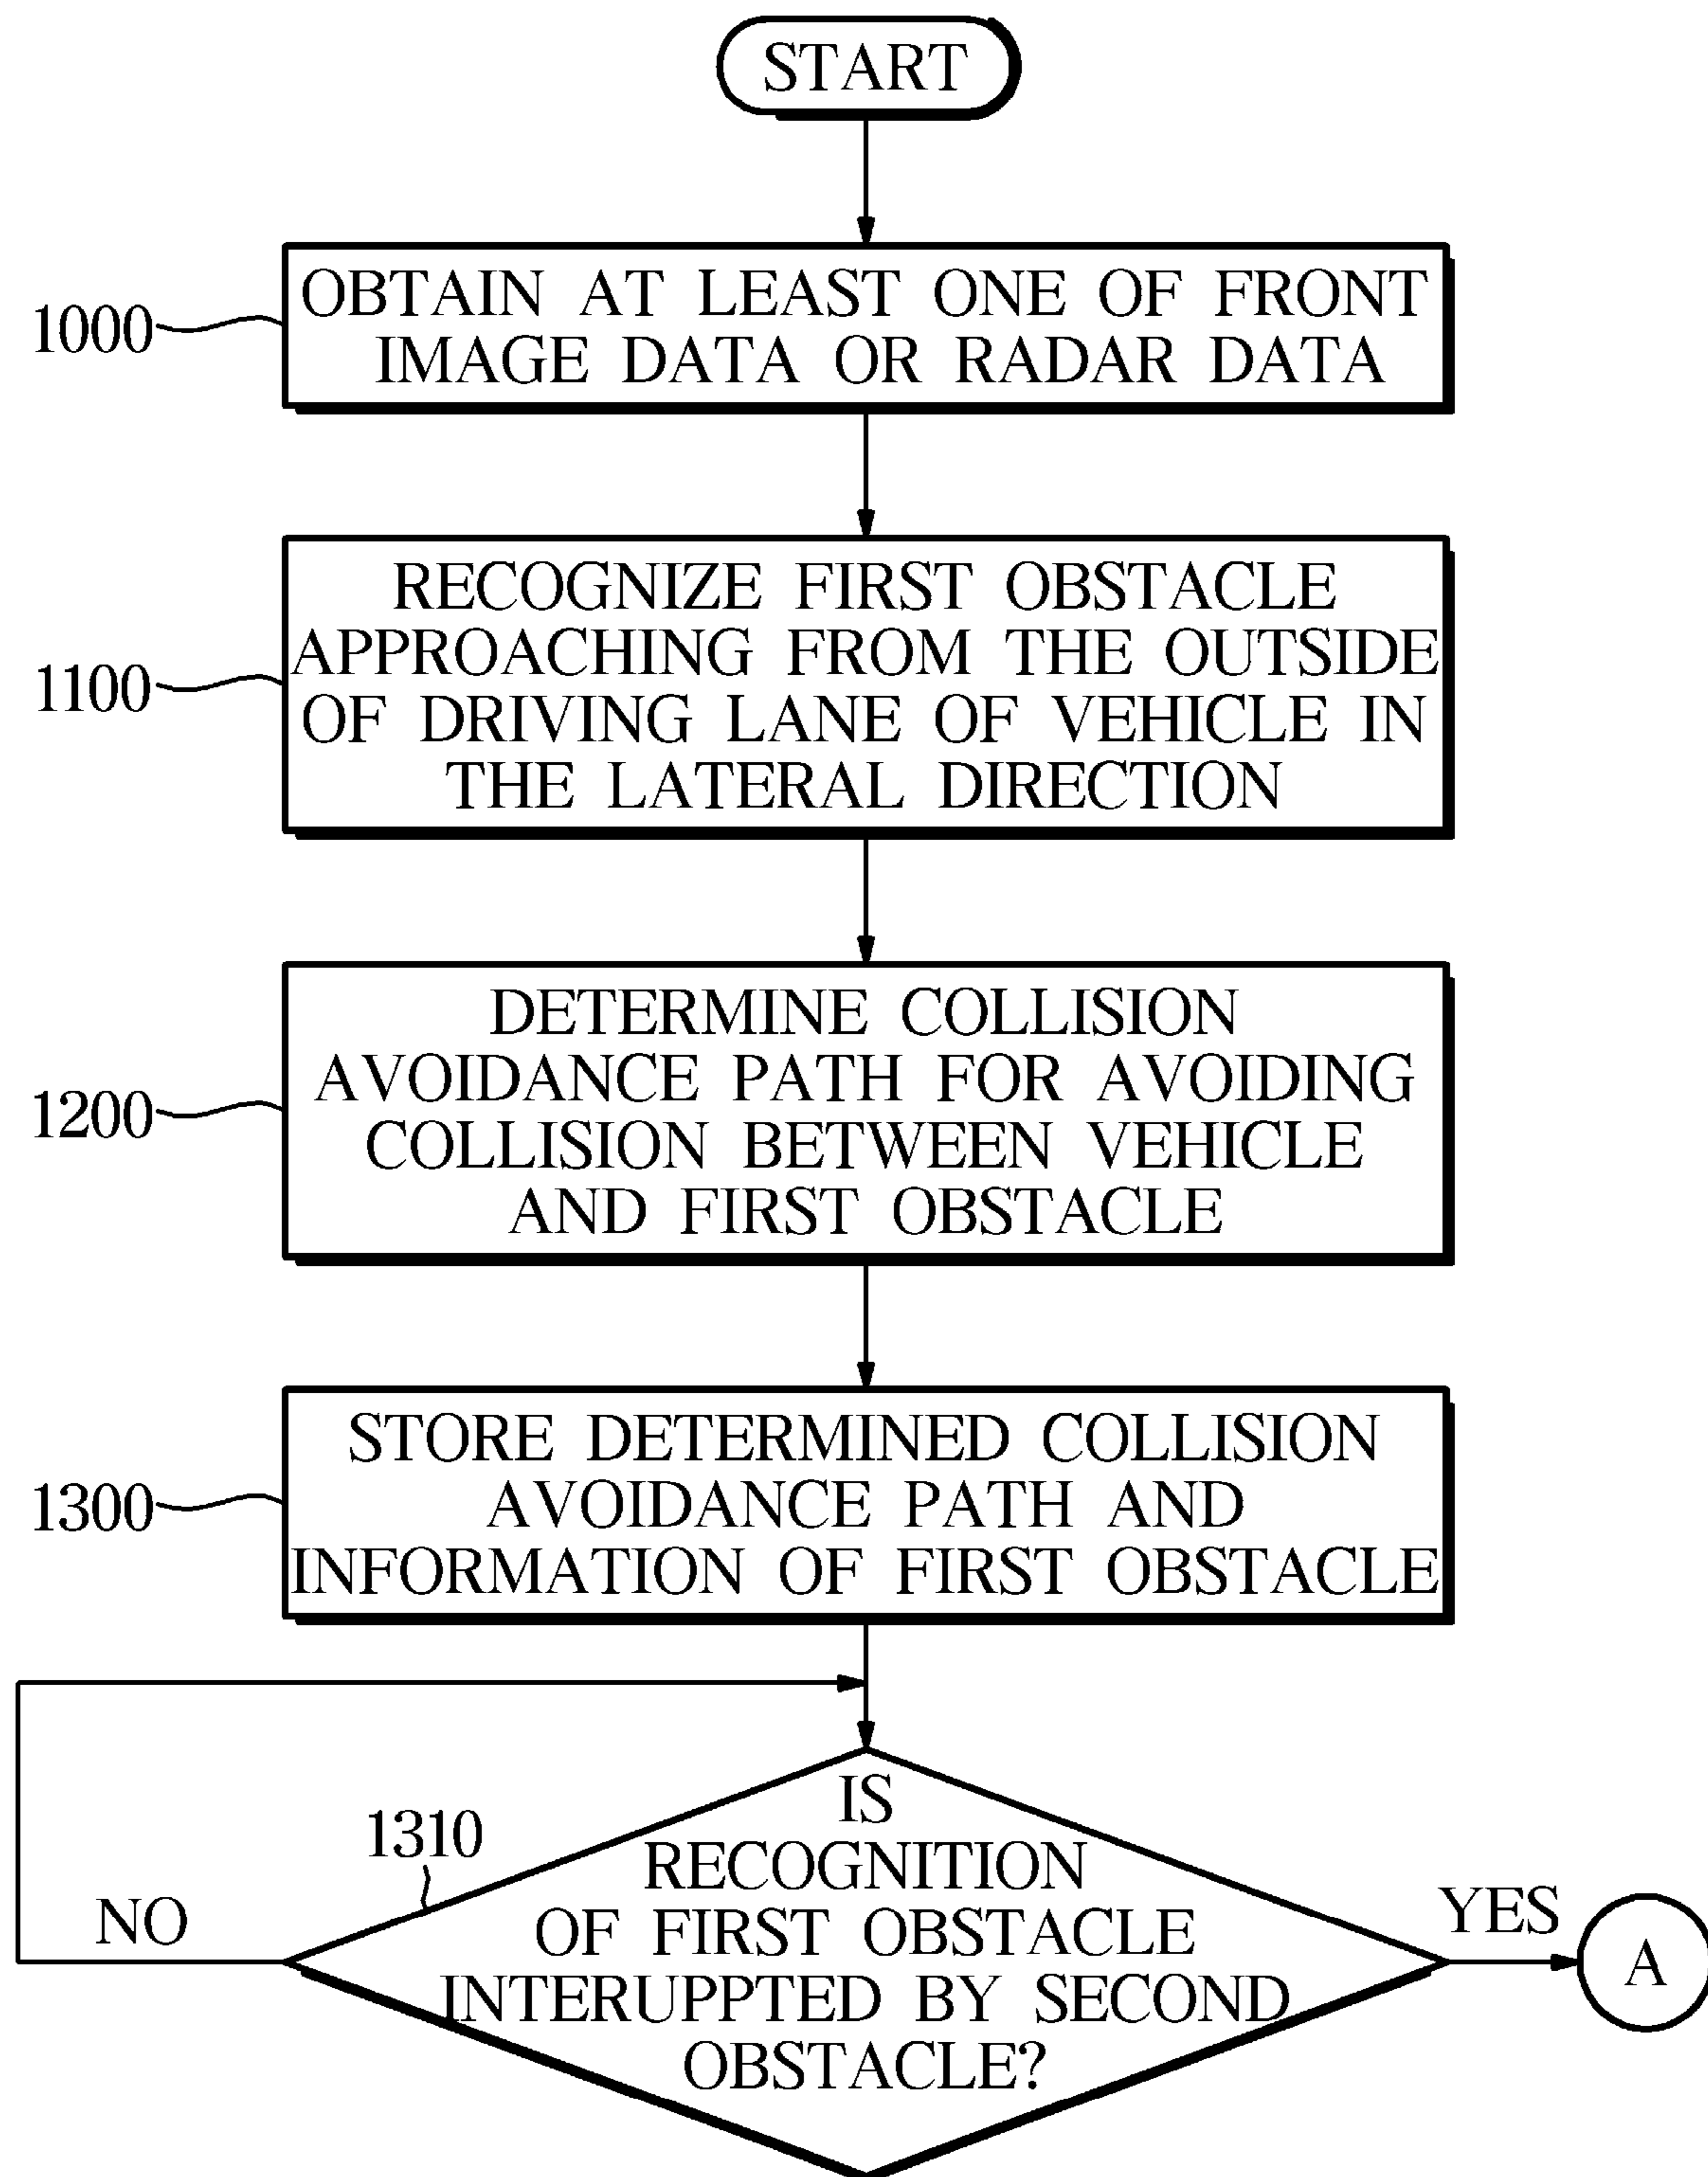 START
1000
OBTAIN AT LEAST ONE OF FRONT
IMAGE DATA OR RADAR DATA
1100
RECOGNIZE FIRST OBSTACLE
APPROACHING FROM THE OUTSIDE
OF DRIVING LANE OF VEHICLE IN
THE LATERAL DIRECTION
1200
DETERMINE COLLISION
AVOIDANCE PATH FOR AVOIDING
COLLISION BETWEEN VEHICLE
AND FIRST OBSTACLE
1300
STORE DETERMINED COLLISION
AVOIDANCE PATH AND
INFORMATION OF FIRST OBSTACLE
1310
IS
RECOGNITION
OF FIRST OBSTACLE
INTERUPPTED BY SECOND
OBSTACLE?
NO
YES
A